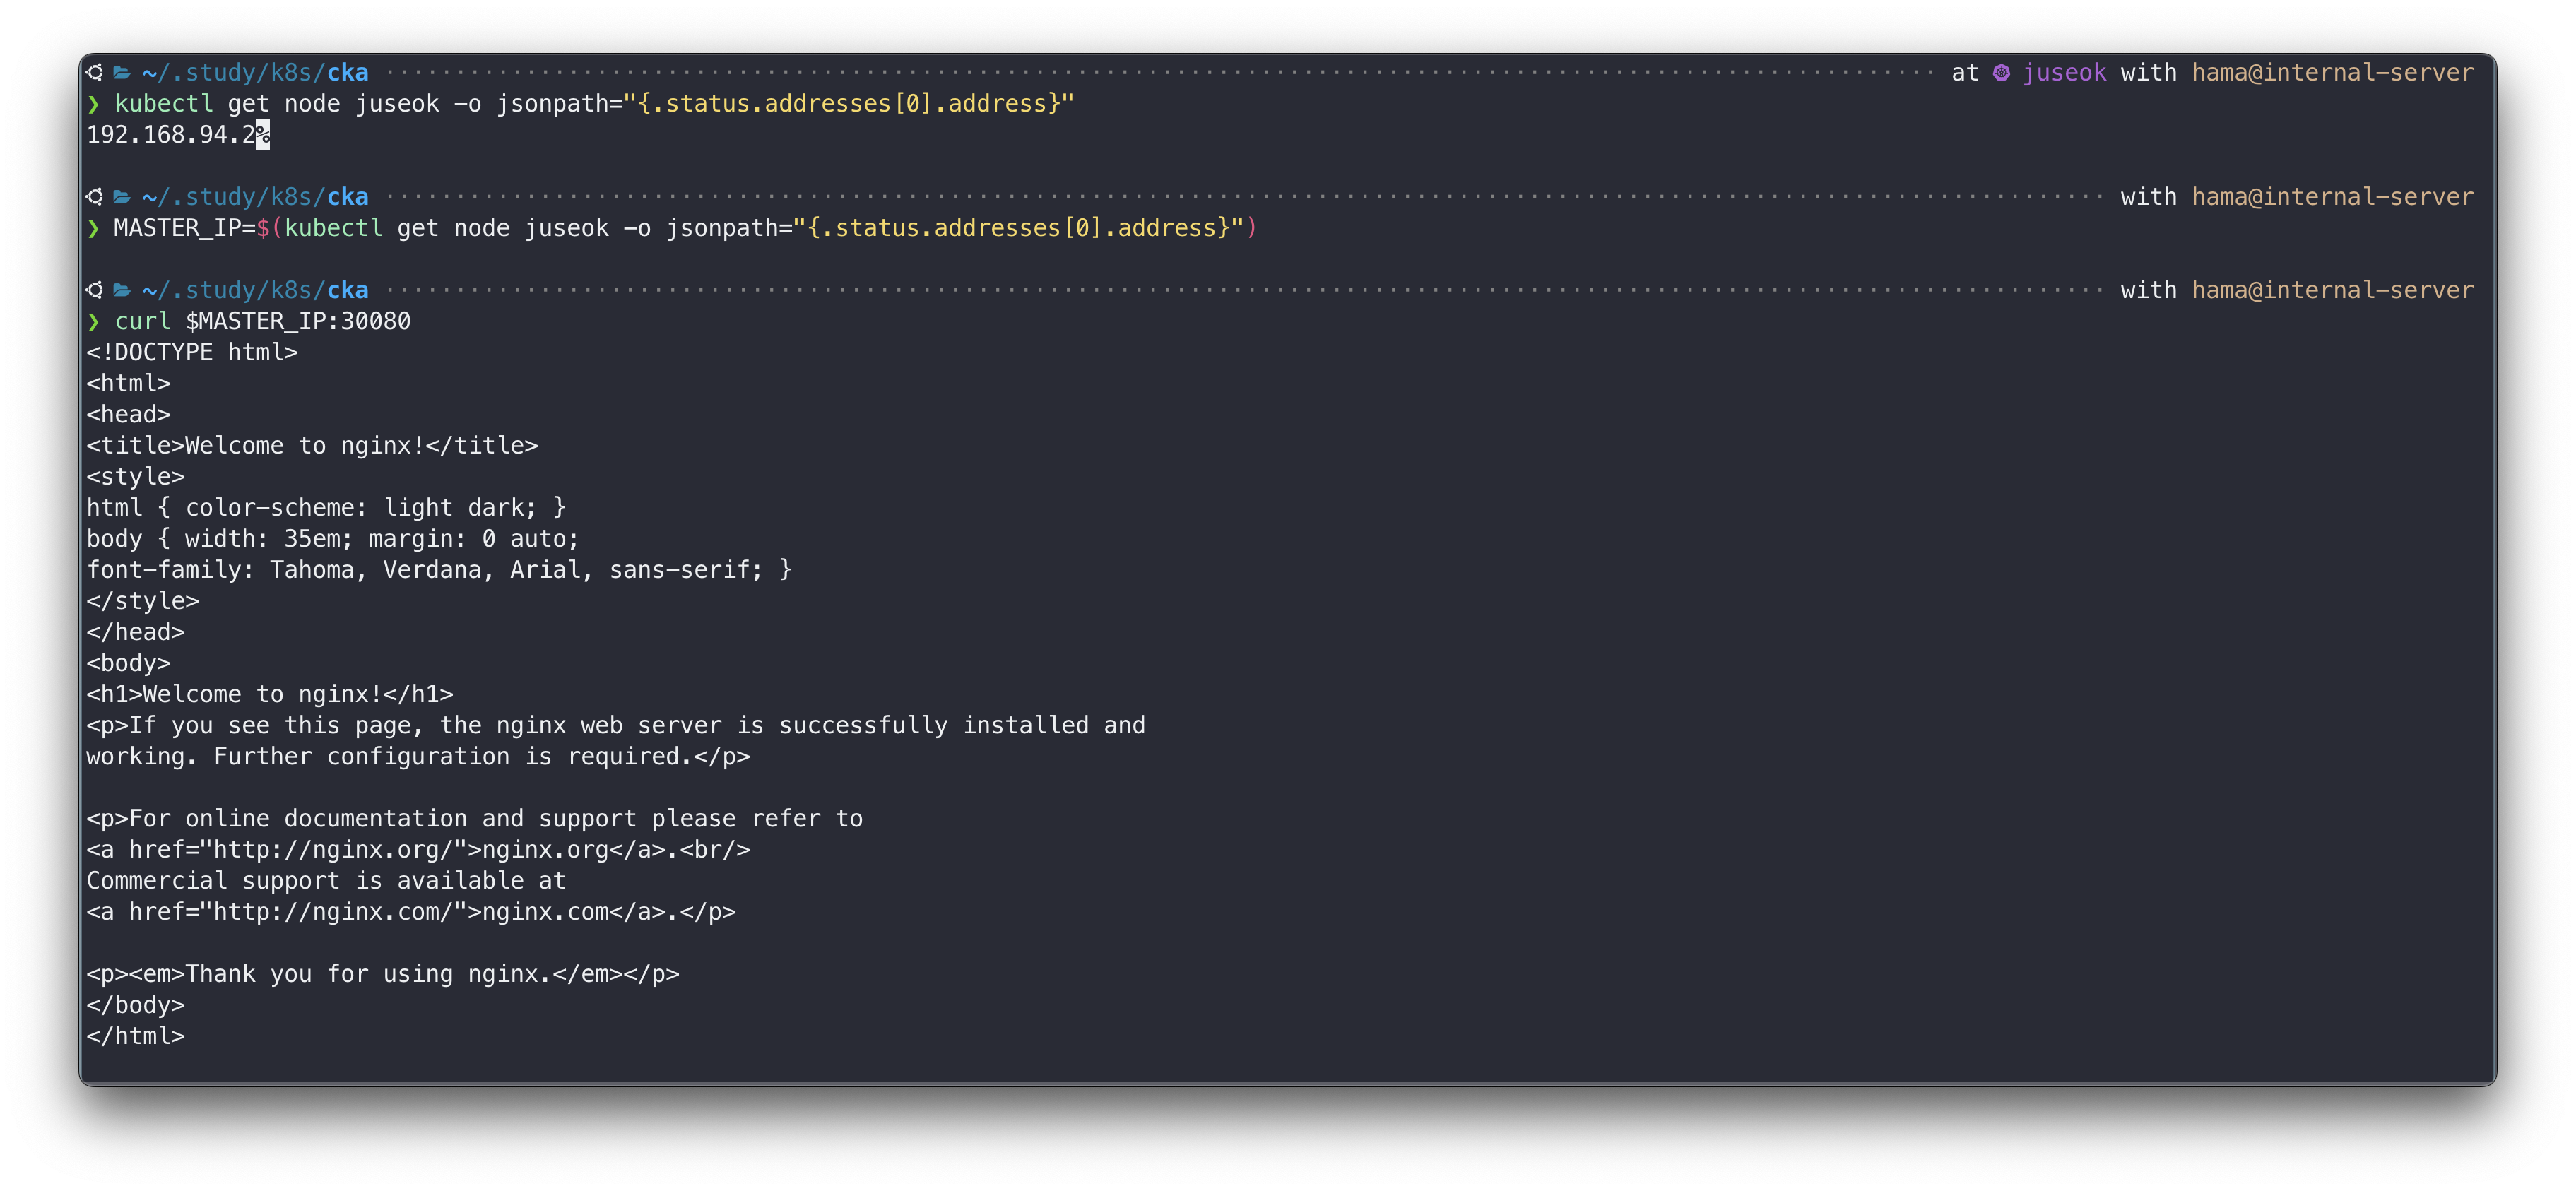 ~/.study/k8s/cka at juseok with hama@internal-server
❯ kubectl get node juseok -o jsonpath="{.status.addresses[0].address}"
192.168.94.2%
~/.study/k8s/cka with hama@internal-server
❯ MASTER_IP=$(kubectl get node juseok -o jsonpath="{.status.addresses[0].address}")
~/.study/k8s/cka with hama@internal-server
❯ curl $MASTER_IP:30080
<!DOCTYPE html>
<html>
<head>
<title>Welcome to nginx!</title>
<style>
html { color-scheme: light dark; }
body { width: 35em; margin: 0 auto;
font-family: Tahoma, Verdana, Arial, sans-serif; }
</style>
</head>
<body>
<h1>Welcome to nginx!</h1>
<p>If you see this page, the nginx web server is successfully installed and
working. Further configuration is required.</p>
<p>For online documentation and support please refer to
<a href="http://nginx.org/">nginx.org</a>.<br/>
Commercial support is available at
<a href="http://nginx.com/">nginx.com</a>.</p>
<p><em>Thank you for using nginx.</em></p>
</body>
</html>